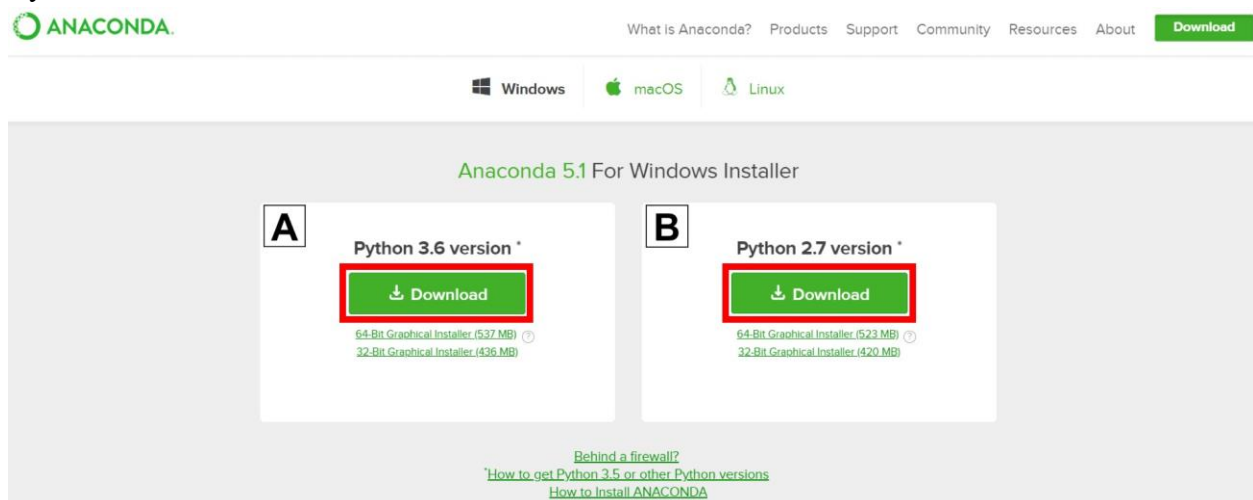 ANACONDA.
What is Anaconda? Products Support Community Resources About Download
Windows macOS Linux
Anaconda 5.1 For Windows Installer
A
Python 3.6 version *
Download
64-Bit Graphical Installer (537 MB) ?
32-Bit Graphical Installer (436 MB)
B
Python 2.7 version *
Download
64-Bit Graphical Installer (523 MB) ?
32-Bit Graphical Installer (420 MB)
Behind a firewall?
*How to get Python 3.5 or other Python versions
How to Install ANACONDA